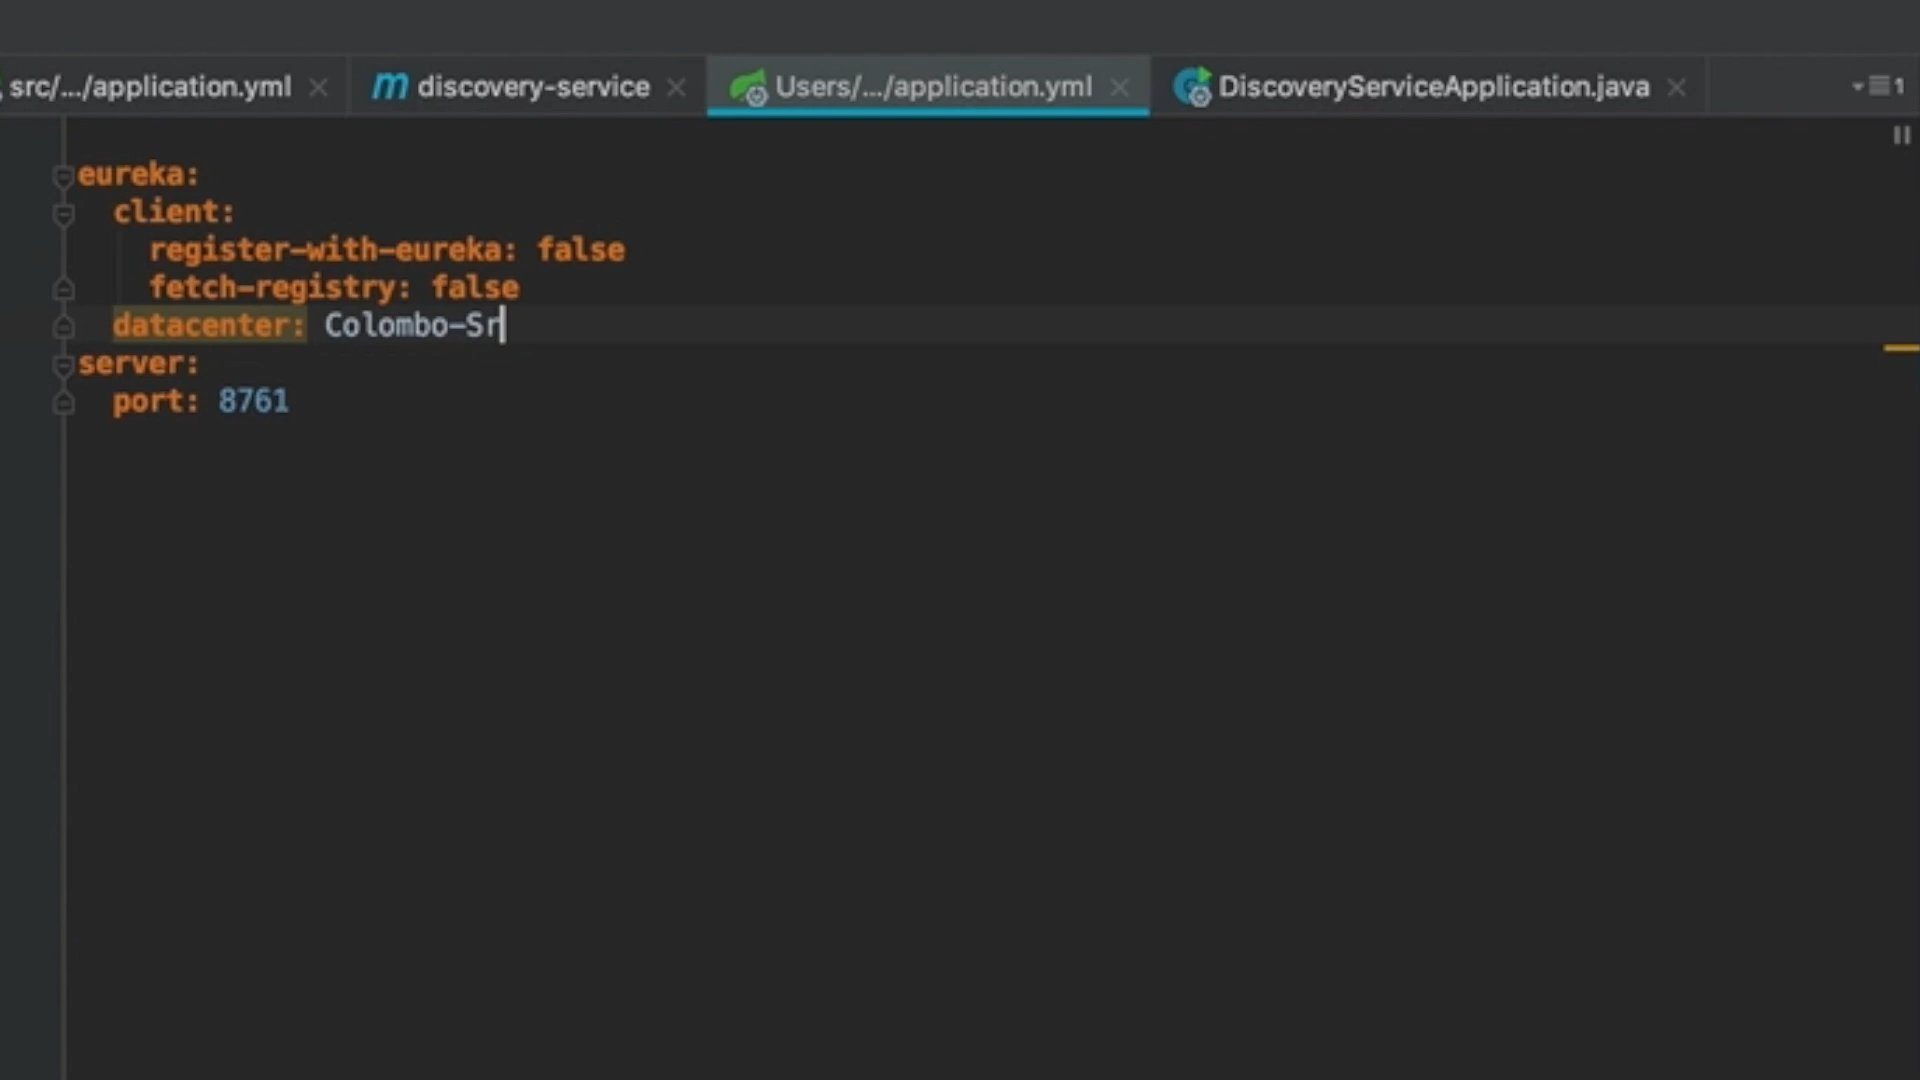 src/.../application.yml
discovery-service
Users/.../application.yml
DiscoveryServiceApplication.java
1
eureka:
  client:
    register-with-eureka: false
    fetch-registry: false
  datacenter: Colombo-Sr
server:
  port: 8761